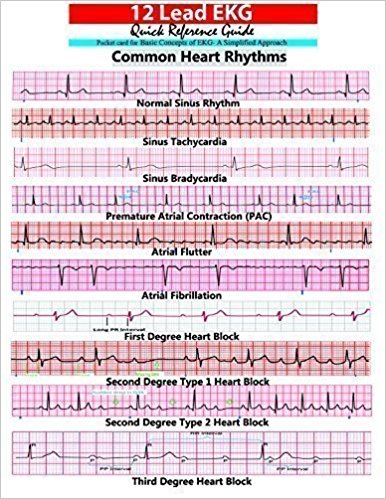 12 Lead EKG
Quick Reference Guide
Packet card for Basic Concepts of EKG- A Simplified Approach
Common Heart Rhythms
Normal Sinus Rhythm
Sinus Tachycardia
Sinus Bradycardia
Premature Atrial Contraction (PAC)
Atrial Flutter
Atrial Fibrillation
Long PR Interval
First Degree Heart Block
Second Degree Type 1 Heart Block
Second Degree Type 2 Heart Block
PP Interval
RR Interval
Third Degree Heart Block